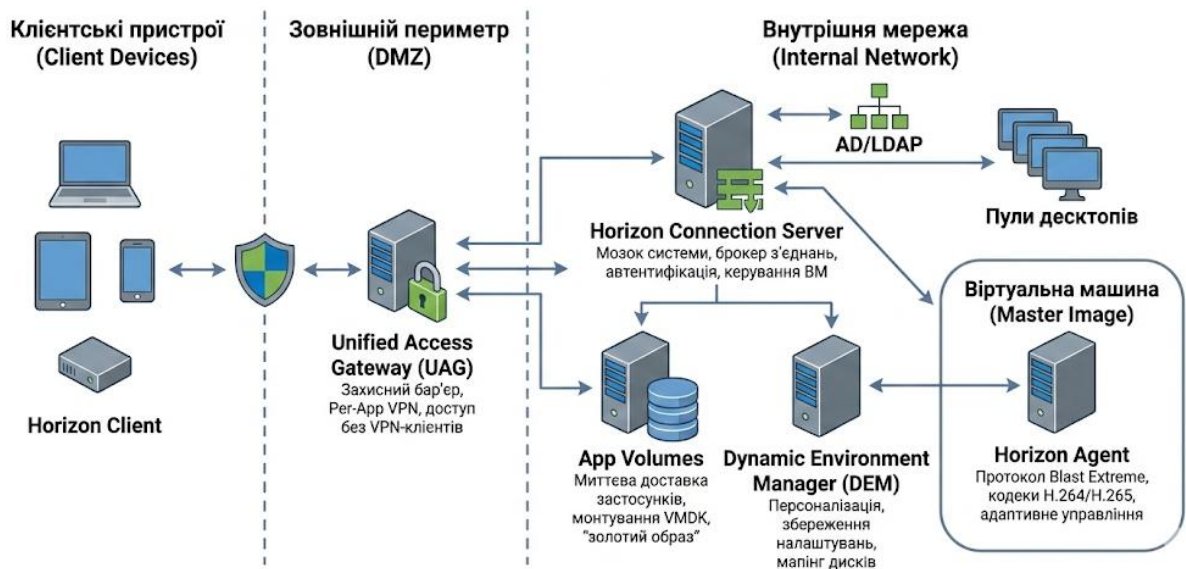 Клієнтські пристрої
(Client Devices)
Зовнішній периметр
(DMZ)
Внутрішня мережа
(Internal Network)
AD/LDAP
Пули десктопів
Horizon Connection Server
Мозок системи, брокер з'єднань,
автентифікація, керування ВМ
Horizon Client
Unified Access
Gateway (UAG)
Захисний бар'єр,
Per-App VPN, доступ
без VPN-клієнтів
App Volumes
Миттєва доставка
застосунків,
монтування VMDK,
"золотий образ"
Dynamic Environment
Manager (DEM)
Персоналізація,
збереження
налаштувань,
мапінг дисків
Віртуальна машина
(Master Image)
Horizon Agent
Протокол Blast Extreme,
кодеки H.264/H.265,
адаптивне управління